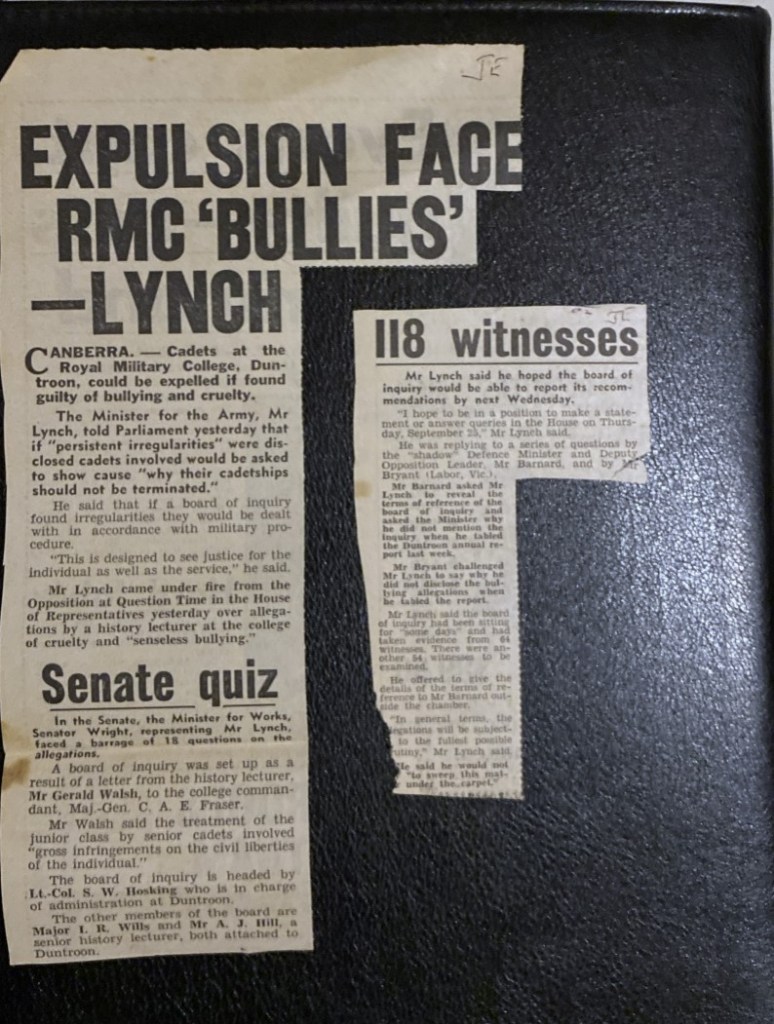 JE
EXPULSION FACE
RMC ‘BULLIES’
—LYNCH
CANBERRA. — Cadets at the
Royal Military College, Dun-
troon, could be expelled if found
guilty of bullying and cruelty.
The Minister for the Army, Mr
Lynch, told Parliament yesterday that
if "persistent irregularities" were dis-
closed cadets involved would be asked
to show cause "why their cadetships
should not be terminated."
He said that if a board of inquiry
found irregularities they would be dealt
with in accordance with military pro-
cedure.
"This is designed to see justice for the
individual as well as the service," he said.
Mr Lynch came under fire from the
Opposition at Question Time in the House
of Representatives yesterday over allega-
tions by a history lecturer at the college
of cruelty and "senseless bullying."
Senate quiz
In the Senate, the Minister for Works,
Senator Wright, representing Mr Lynch,
faced a barrage of 18 questions on the
allegations.
A board of inquiry was set up as a
result of a letter from the history lecturer,
Mr Gerald Walsh, to the college comman-
dant, Maj.-Gen. C. A. E. Fraser.
Mr Walsh said the treatment of the
junior class by senior cadets involved
"gross infringements on the civil liberties
of the individual."
The board of inquiry is headed by
Lt.-Col. S. W. Hosking who is in charge
of administration at Duntroon.
The other members of the board are
Major I. R. Wills and Mr A. J. Hill, a
senior history lecturer, both attached to
Duntroon.
JE
118 witnesses
Mr Lynch said he hoped the board of
inquiry would be able to report its recom-
mendations by next Wednesday.
"I hope to be in a position to make a state-
ment or answer queries in the House on Thurs-
day, September 25," Mr Lynch said.
He was replying to a series of questions by
the "shadow" Defence Minister and Deputy
Opposition Leader, Mr Barnard, and by Mr
Bryant (Labor, Vic.).
Mr Barnard asked Mr
Lynch to reveal the
terms of reference of the
board of inquiry and
asked the Minister why
he did not mention the
inquiry when he tabled
the Duntroon annual re-
port last week.
Mr Bryant challenged
Mr Lynch to say why he
did not disclose the bul-
lying allegations when
he tabled the report.
Mr Lynch said the board
of inquiry had been sitting
for "some days" and had
taken evidence from 64
witnesses. There were an-
other 54 witnesses to be
examined.
He offered to give the
details of the terms of re-
ference to Mr Barnard out-
side the chamber.
"In general terms, the
egations will be subject-
to the fullest possible
rutiny," Mr Lynch said.
He said he would not
"to sweep this mat-
under the carpet."